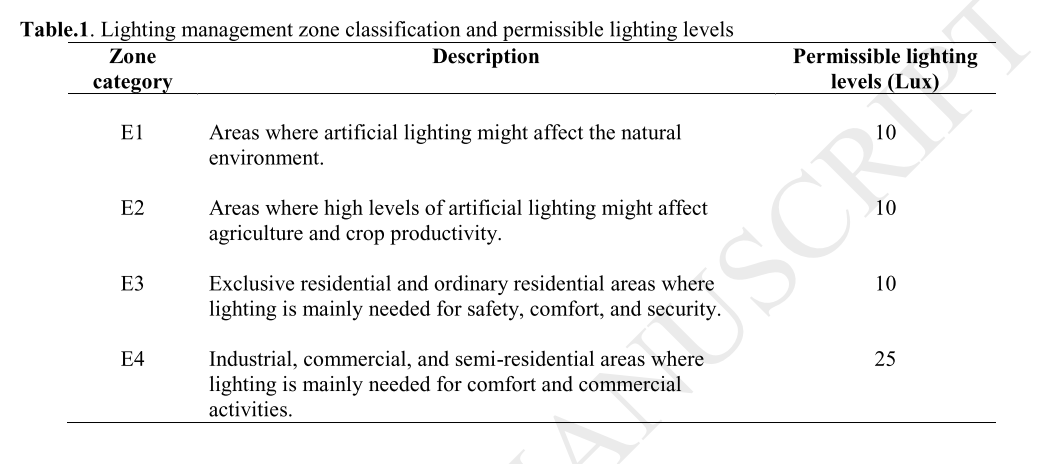 Table.1. Lighting management zone classification and permissible lighting levels
Zone category Description Permissible lighting levels (Lux)
E1 Areas where artificial lighting might affect the natural environment. 10
E2 Areas where high levels of artificial lighting might affect agriculture and crop productivity. 10
E3 Exclusive residential and ordinary residential areas where lighting is mainly needed for safety, comfort, and security. 10
E4 Industrial, commercial, and semi-residential areas where lighting is mainly needed for comfort and commercial activities. 25
MANUSCRIPT